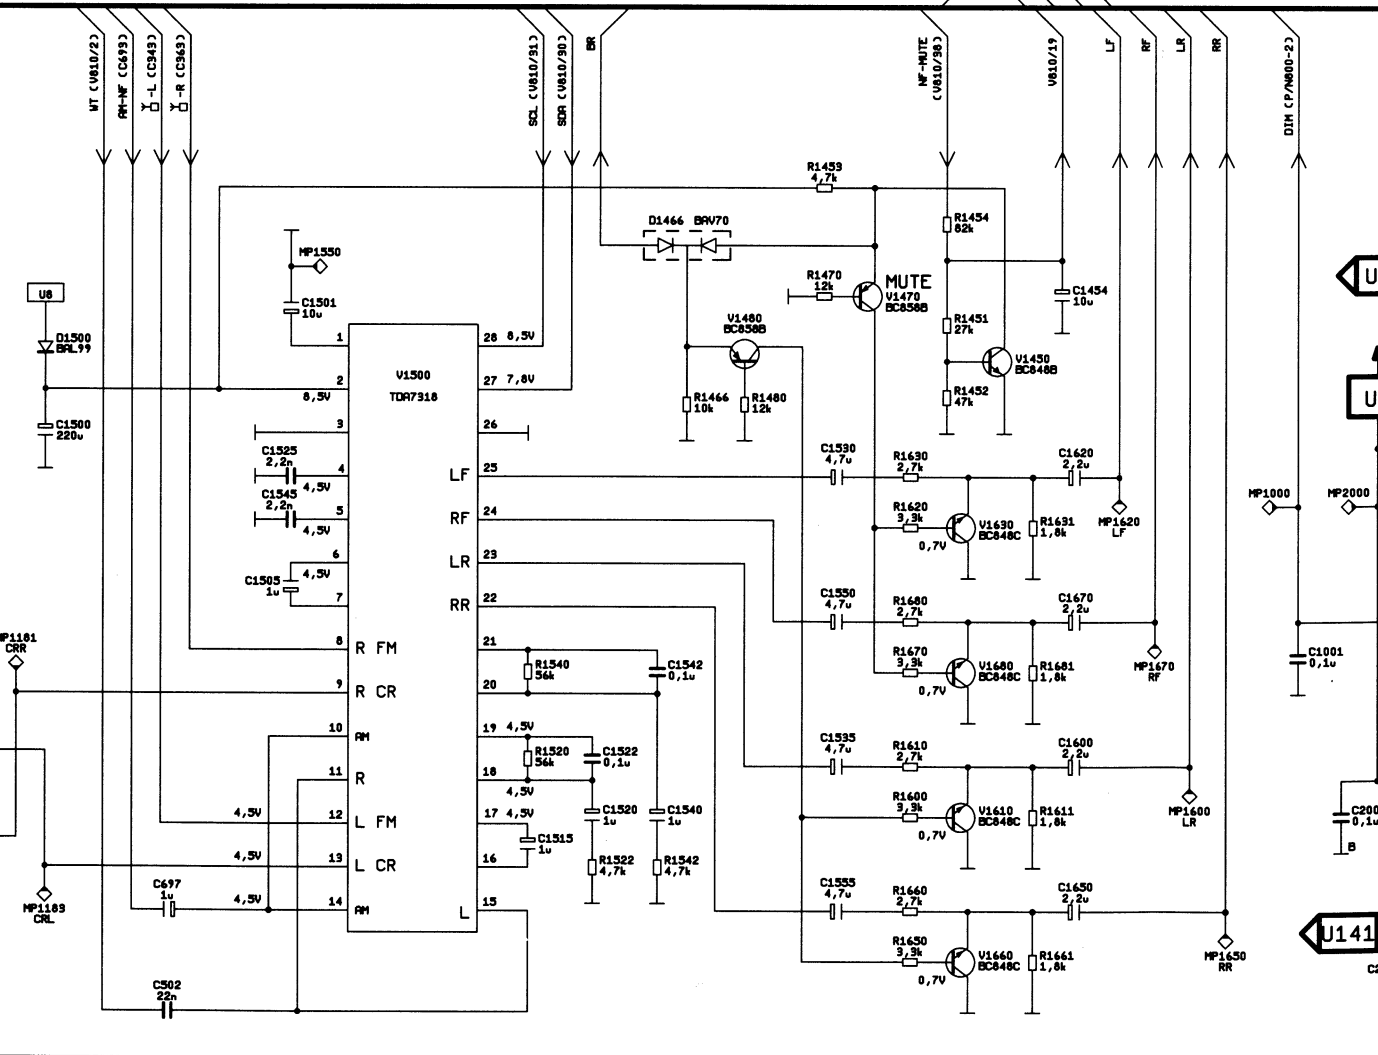 WT (V810/2)
AM-NF (C693)
-L (C343)
-R (C363)
SCL (V810/31)
SDA (V810/30)
BR
NF-MUTE
(V810/38)
V810/19
LF
RF
LR
RR
DIM (P/N800-2)
R1453
4,7k
D1466 BAV70
R1454
82k
MP1550
R1470
12k
MUTE
V1470
BC858B
U8
C1501
10u
C1454
10u
D1500
BAL99
V1480
BC858B
R1451
27k
1
28 8,5V
V1450
BC848B
V1500
TDA7318
2
8,5V
27 7,8V
R1466
10k
R1480
12k
R1452
47k
C1500
220u
3
26
C1525
2,2n
4
4,5V
LF
25
C1530
4,7u
R1630
2,7k
C1620
2,2u
C1545
2,2n
5
4,5V
RF
24
R1620
3,3k
0,7V
V1630
BC848C
R1631
1,8k
MP1620
LF
MP1000
MP2000
6
4,5V
LR
23
C1505
1u
7
RR
22
C1550
4,7u
R1680
2,7k
C1670
2,2u
MP1181
CRR
8
R FM
21
R1540
56k
C1542
0,1u
R1670
3,3k
0,7V
V1680
BC848C
R1681
1,8k
MP1670
RF
C1001
0,1u
9
R CR
20
10
AM
19 4,5V
R1520
56k
C1522
0,1u
C1535
4,7u
R1610
2,7k
C1600
2,2u
11
R
18
4,5V
4,5V
12
L FM
17 4,5V
C1520
1u
C1540
1u
R1600
3,3k
0,7V
V1610
BC848C
R1611
1,8k
MP1600
LR
C200
0,1u
B
C1515
1u
4,5V
13
L CR
16
R1522
4,7k
R1542
4,7k
MP1183
CRL
C697
1u
4,5V
14
AM
L
15
C1555
4,7u
R1660
2,7k
C1650
2,2u
R1650
3,3k
0,7V
V1660
BC848C
R1661
1,8k
MP1650
RR
C502
22n
U
U
U141
C2